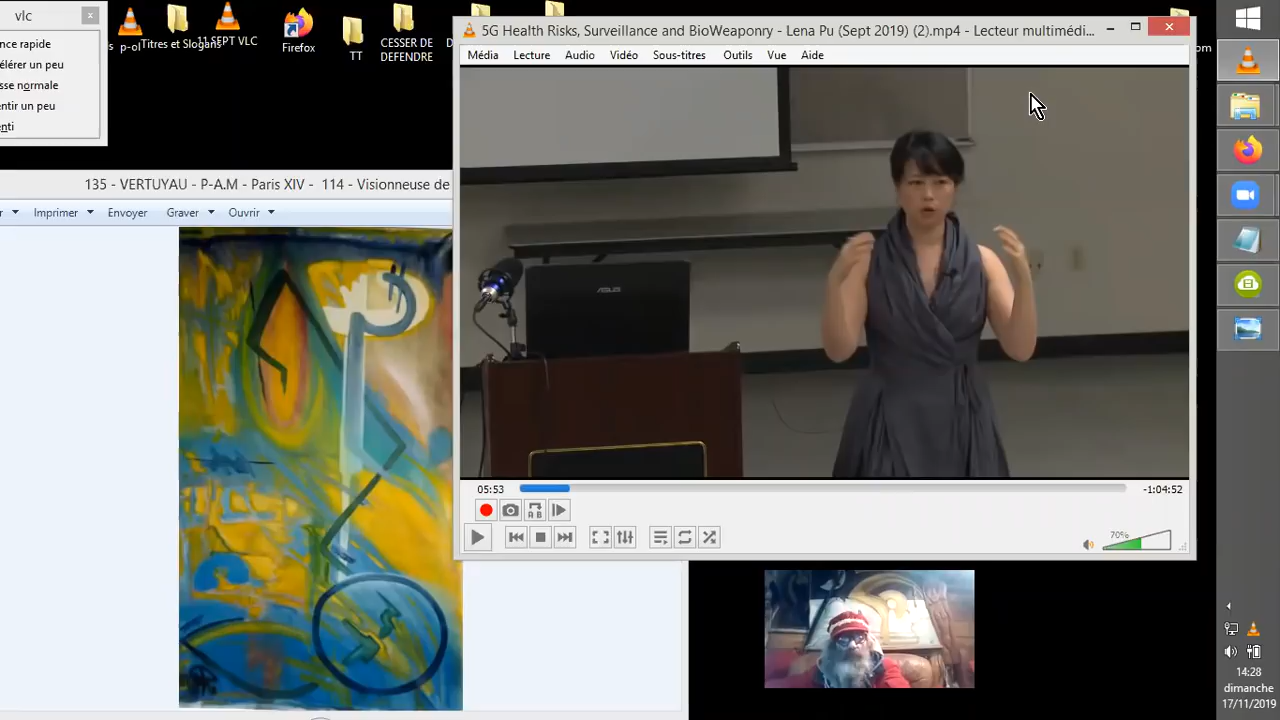 vlc
x
nce rapide
élérer un peu
sse normale
entir un peu
nti
s p-ol
Titres et Slogans
11 SEPT VLC
Firefox
TT
CESSER DE
DEFENDRE
5G Health Risks, Surveillance and BioWeaponry - Lena Pu (Sept 2019) (2).mp4 - Lecteur multimédi...
Média Lecture Audio Vidéo Sous-titres Outils Vue Aide
om
135 - VERTUYAU - P-A.M - Paris XIV - 114 - Visionneuse de
r Imprimer Envoyer Graver Ouvrir
ASUS
05:53
-1:04:52
70%
14:28
dimanche
17/11/2019